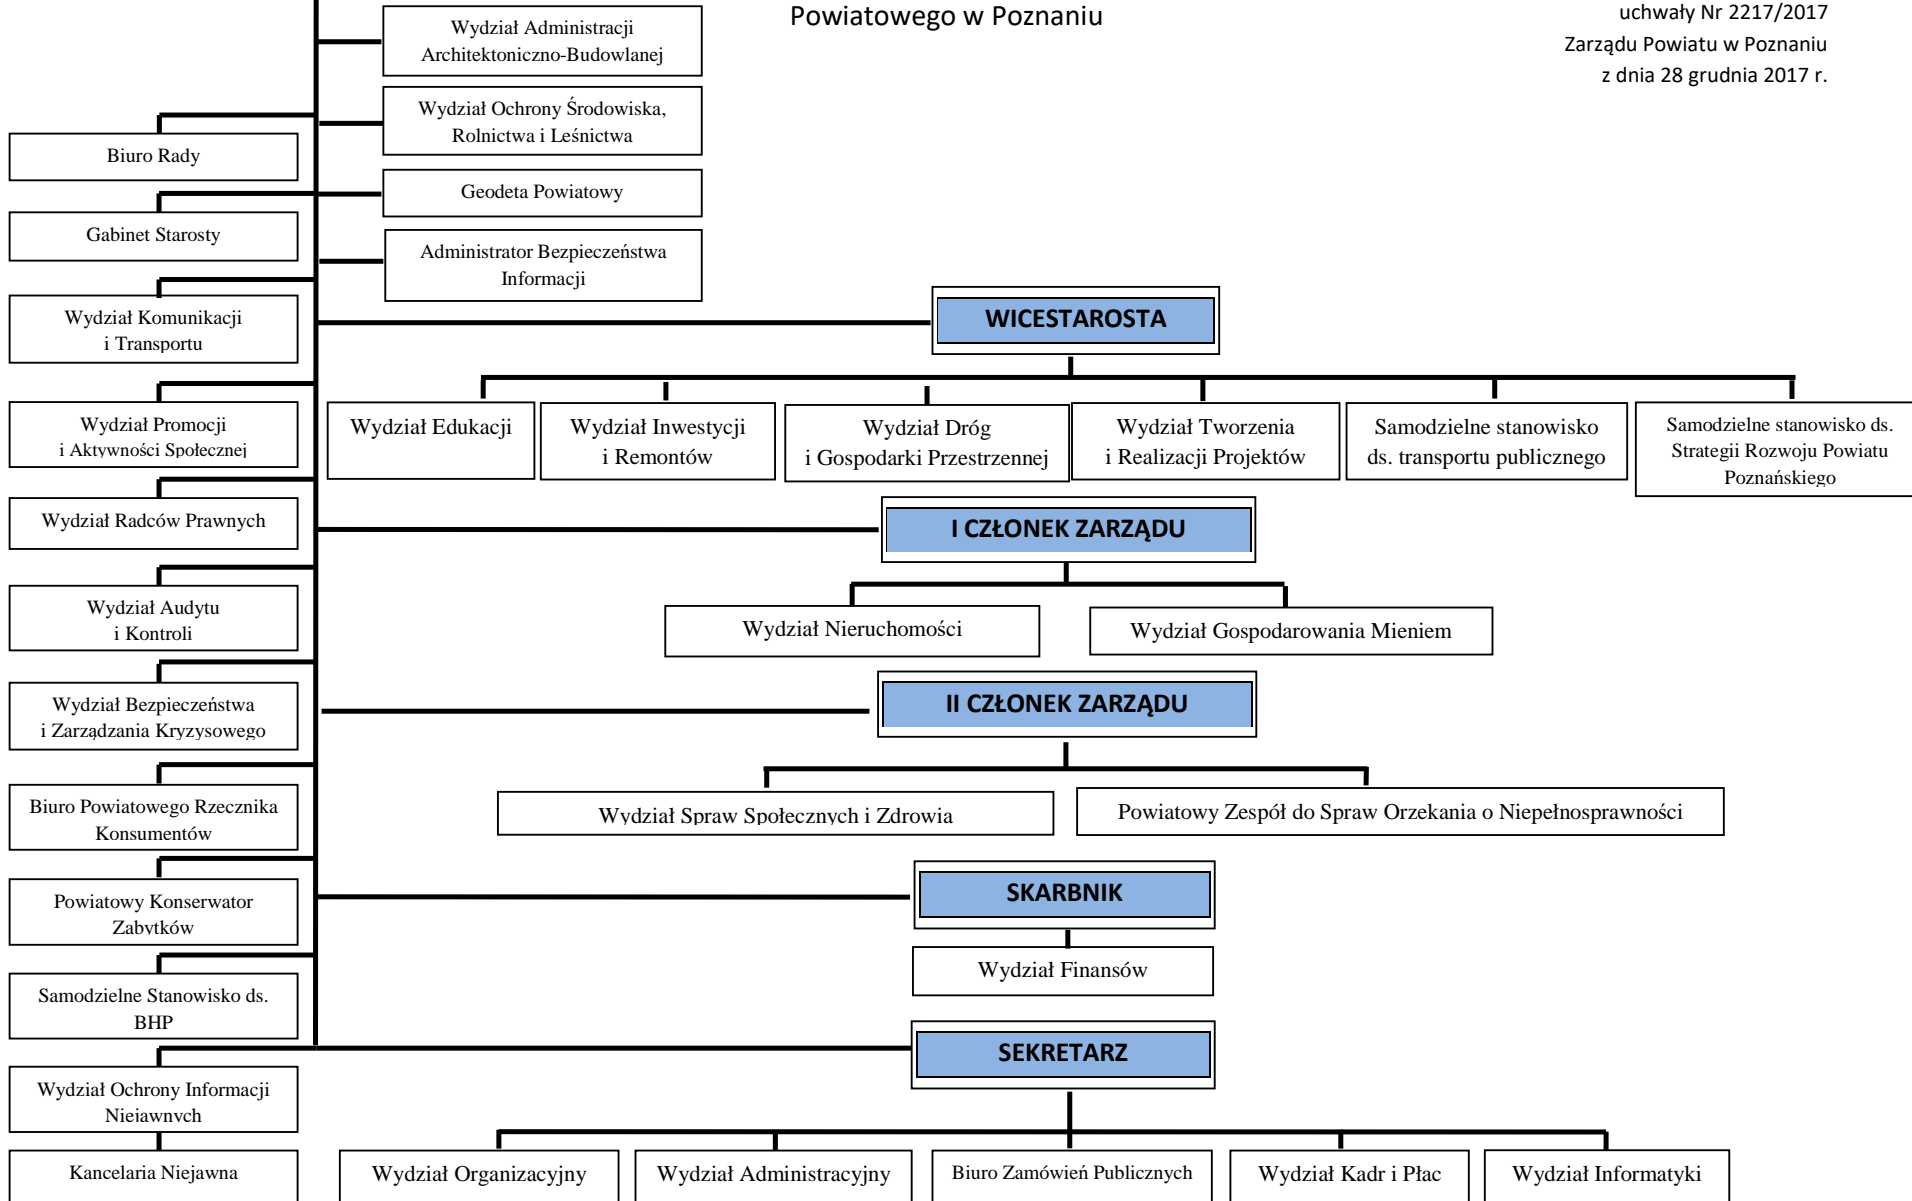 Powiatowego w Poznaniu
uchwały Nr 2217/2017
Zarządu Powiatu w Poznaniu
z dnia 28 grudnia 2017 r.
Wydział Administracji
Architektoniczno-Budowlanej
Wydział Ochrony Środowiska,
Rolnictwa i Leśnictwa
Geodeta Powiatowy
Administrator Bezpieczeństwa
Informacji
Biuro Rady
Gabinet Starosty
Wydział Komunikacji
i Transportu
Wydział Promocji
i Aktywności Społecznej
Wydział Radców Prawnych
Wydział Audytu
i Kontroli
Wydział Bezpieczeństwa
i Zarządzania Kryzysowego
Biuro Powiatowego Rzecznika
Konsumentów
Powiatowy Konserwator
Zabytków
Samodzielne Stanowisko ds.
BHP
Wydział Ochrony Informacji
Niejawnych
Kancelaria Niejawna
WICESTAROSTA
Wydział Edukacji
Wydział Inwestycji
i Remontów
Wydział Dróg
i Gospodarki Przestrzennej
Wydział Tworzenia
i Realizacji Projektów
Samodzielne stanowisko
ds. transportu publicznego
Samodzielne stanowisko ds.
Strategii Rozwoju Powiatu
Poznańskiego
I CZŁONEK ZARZĄDU
Wydział Nieruchomości
Wydział Gospodarowania Mieniem
II CZŁONEK ZARZĄDU
Wydział Spraw Społecznych i Zdrowia
Powiatowy Zespół do Spraw Orzekania o Niepełnosprawności
SKARBNIK
Wydział Finansów
SEKRETARZ
Wydział Organizacyjny
Wydział Administracyjny
Biuro Zamówień Publicznych
Wydział Kadr i Płac
Wydział Informatyki